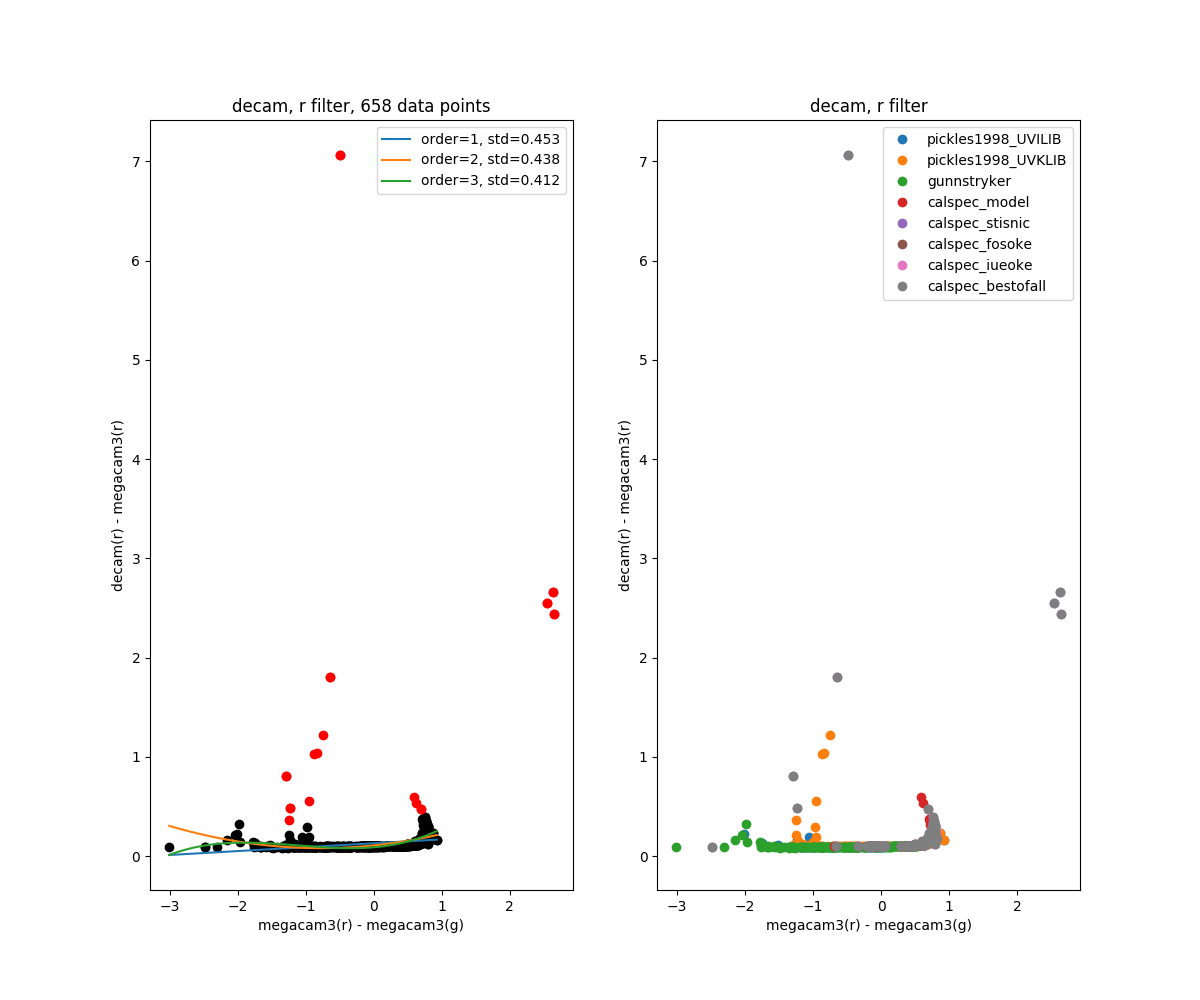 decam, r filter, 658 data points
order=1, std=0.453
order=2, std=0.438
order=3, std=0.412
7
6
5
4
3
2
1
0
decam(r) - megacam3(r)
−3 −2 −1 0 1 2
megacam3(r) - megacam3(g)
decam, r filter
pickles1998_UVILIB
pickles1998_UVKLIB
gunnstryker
calspec_model
calspec_stisnic
calspec_fosoke
calspec_iueoke
calspec_bestofall
7
6
5
4
3
2
1
0
decam(r) - megacam3(r)
−3 −2 −1 0 1 2
megacam3(r) - megacam3(g)